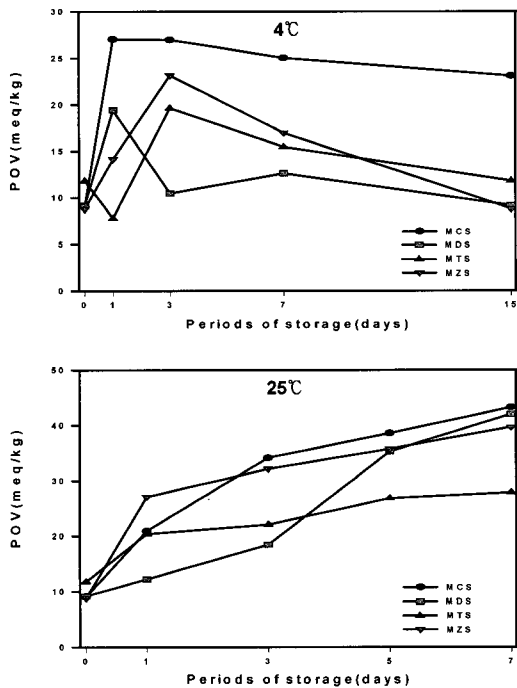 4℃
30
25
20
15
10
5
0
POV(meq/kg)
MCS
MDS
MTS
MZS
0 1 3 7 15
Periods of storage(days)
25℃
50
40
30
20
10
0
POV(meq/kg)
MCS
MDS
MTS
MZS
0 1 3 5 7
Periods of storage(days)